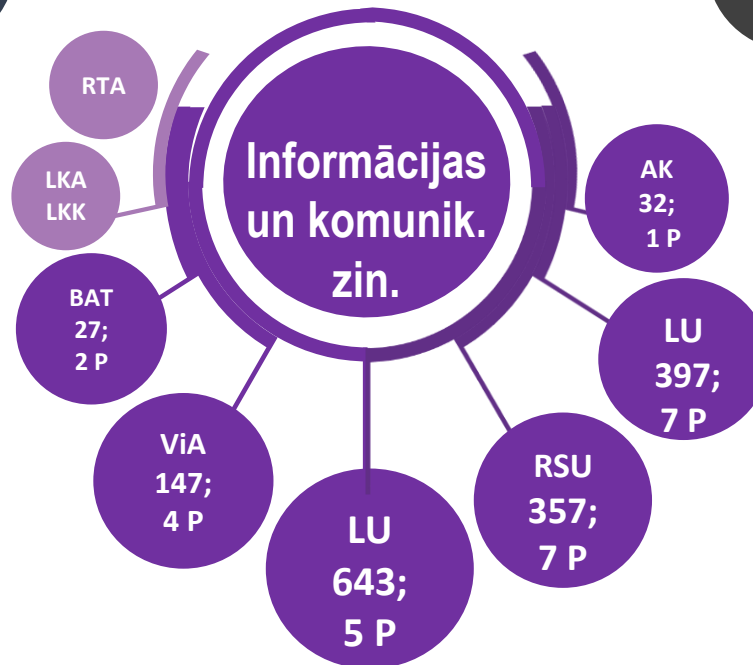 Informācijas
un komunik.
zin.
RTA
LKA
LKK
BAT
27;
2 P
ViA
147;
4 P
LU
643;
5 P
RSU
357;
7 P
LU
397;
7 P
AK
32;
1 P